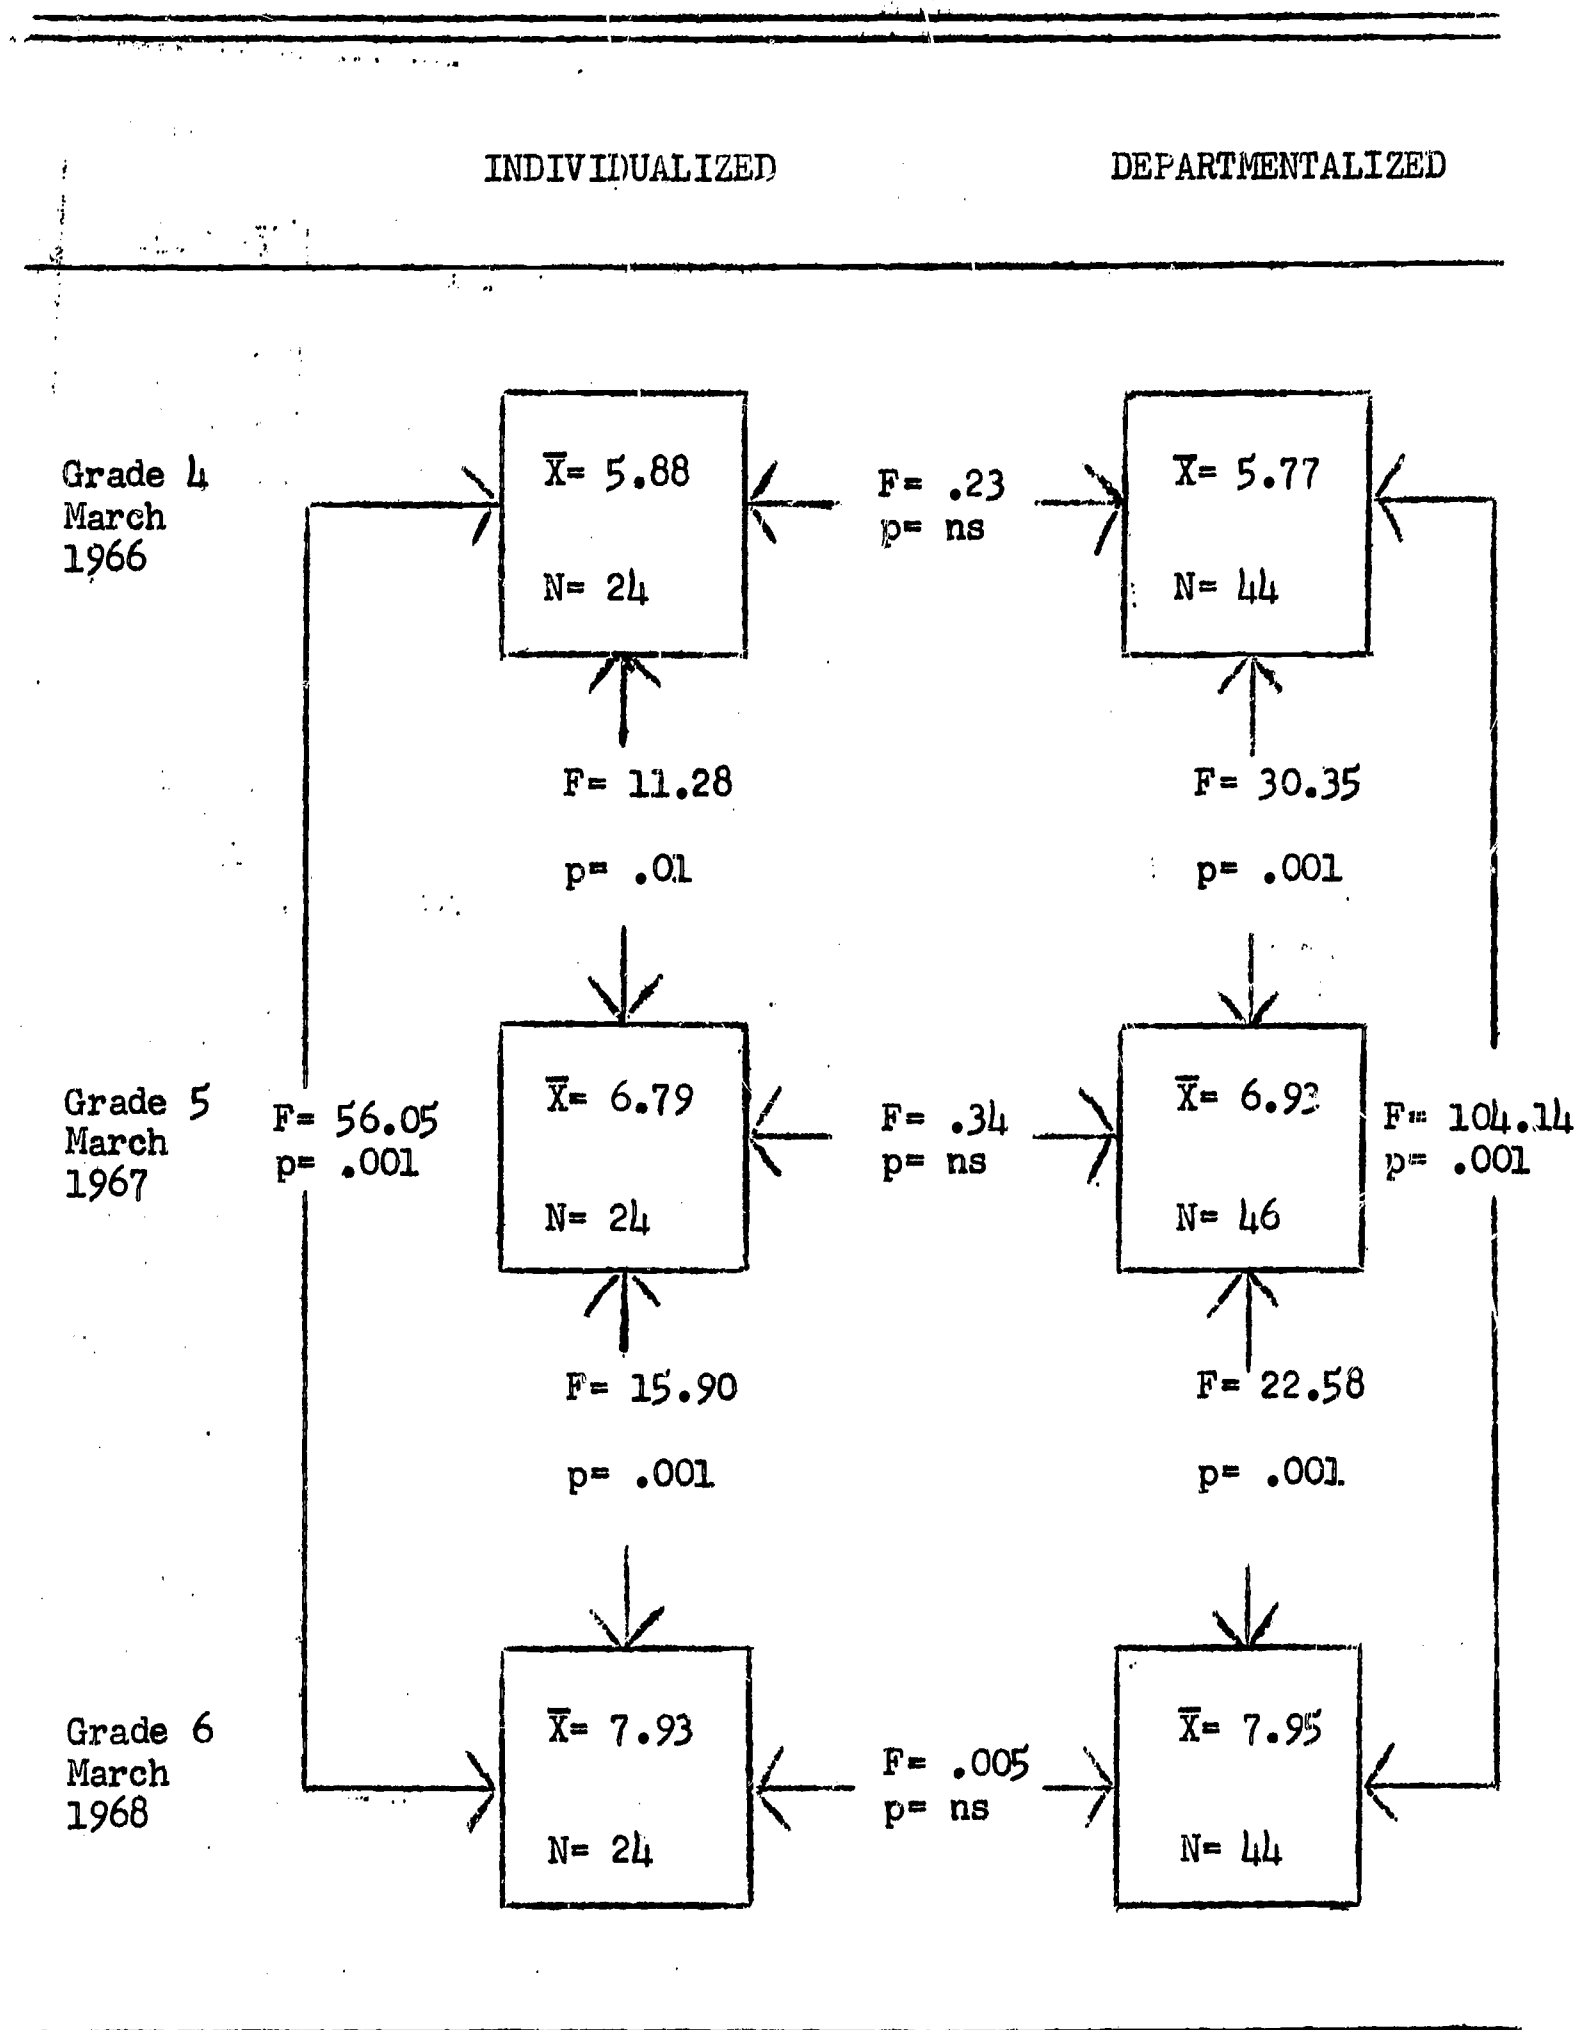 INDIVIDUALIZED DEPARTMENTALIZED
Grade 4
March
1966
X̅= 5.88
N= 24
F= .23
p= ns
X̅= 5.77
N= 44
F= 11.28
p= .01
F= 30.35
p= .001
Grade 5
March
1967
F= 56.05
p= .001
X̅= 6.79
N= 24
F= .34
p= ns
X̅= 6.93
N= 46
F= 104.14
p= .001
F= 15.90
p= .001
F= 22.58
p= .001
Grade 6
March
1968
X̅= 7.93
N= 24
F= .005
p= ns
X̅= 7.95
N= 44